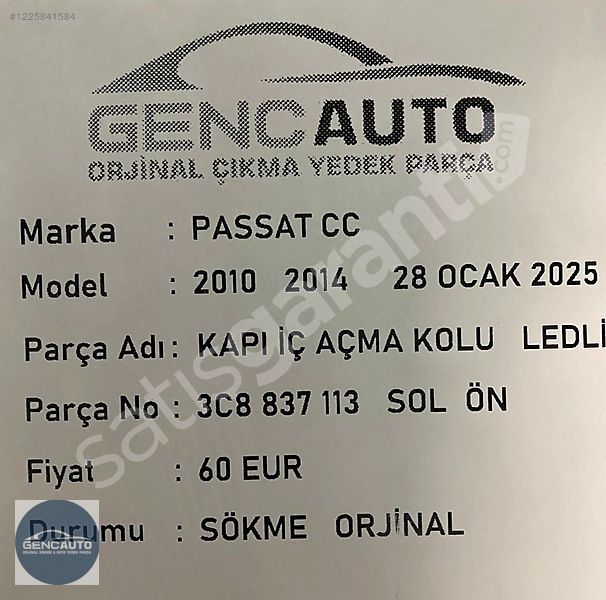 #1225841584
GENCAUTO
ORJİNAL ÇIKMA YEDEK PARÇA
Marka : PASSAT CC
Model : 2010 2014 28 OCAK 2025
Parça Adı : KAPI İÇ AÇMA KOLU LEDLİ
Parça No : 3C8 837 113 SOL ÖN
Fiyat : 60 EUR
Durumu : SÖKME ORJİNAL
satisgaranti.com
GENCAUTO